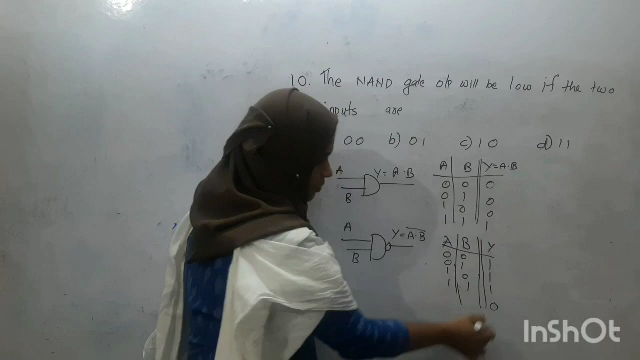 10. The NAND gate o/p will be low if the two
inputs are
00 b) 01 c) 10 d) 11
A
B
Y = A · B
A B Y = A·B
0 0 0
0 1 0
1 0 0
1 1 1
A
B
Y = \overline{A·B}
A B Y
0 0 1
0 1 1
1 0 1
1 1 0
InShOt